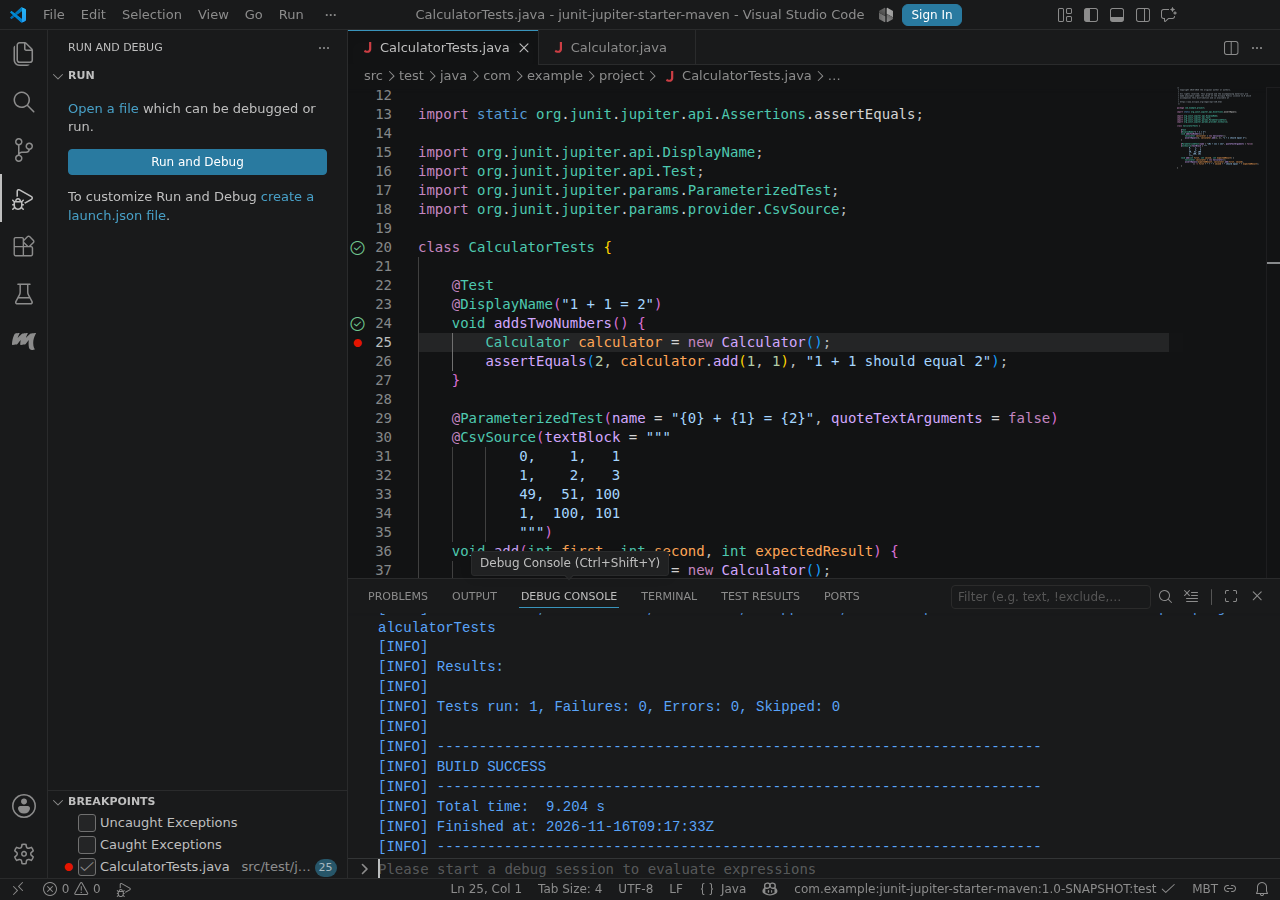 File Edit Selection View Go Run ··· CalculatorTests.java - junit-jupiter-starter-maven - Visual Studio Code Sign In
RUN AND DEBUG ···
RUN
Open a file which can be debugged or
run.
Run and Debug
To customize Run and Debug create a
launch.json file.
BREAKPOINTS
Uncaught Exceptions
Caught Exceptions
CalculatorTests.java src/test/j... 25
CalculatorTests.java Calculator.java ···
src > test > java > com > example > project > CalculatorTests.java > ...
12
13 import static org.junit.jupiter.api.Assertions.assertEquals;
14
15 import org.junit.jupiter.api.DisplayName;
16 import org.junit.jupiter.api.Test;
17 import org.junit.jupiter.params.ParameterizedTest;
18 import org.junit.jupiter.params.provider.CsvSource;
19
20 class CalculatorTests {
21
22 @Test
23 @DisplayName("1 + 1 = 2")
24 void addsTwoNumbers() {
25 Calculator calculator = new Calculator();
26 assertEquals(2, calculator.add(1, 1), "1 + 1 should equal 2");
27 }
28
29 @ParameterizedTest(name = "{0} + {1} = {2}", quoteTextArguments = false)
30 @CsvSource(textBlock = """
31 0, 1, 1
32 1, 2, 3
33 49, 51, 100
34 1, 100, 101
35 """)
36 void add(int first, int second, int expectedResult) {
37 = new Calculator();
Debug Console (Ctrl+Shift+Y)
PROBLEMS OUTPUT DEBUG CONSOLE TERMINAL TEST RESULTS PORTS Filter (e.g. text, !exclude,...
alculatorTests
[INFO]
[INFO] Results:
[INFO]
[INFO] Tests run: 1, Failures: 0, Errors: 0, Skipped: 0
[INFO]
[INFO] ------------------------------------------------------------------------
[INFO] BUILD SUCCESS
[INFO] ------------------------------------------------------------------------
[INFO] Total time:  9.204 s
[INFO] Finished at: 2026-11-16T09:17:33Z
[INFO] ------------------------------------------------------------------------
> Please start a debug session to evaluate expressions
0 0 Ln 25, Col 1 Tab Size: 4 UTF-8 LF { } Java com.example:junit-jupiter-starter-maven:1.0-SNAPSHOT:test MBT